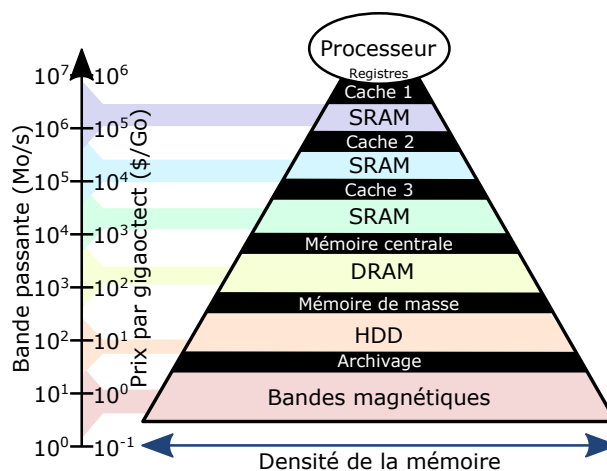 Processeur
Registres
Cache 1
SRAM
Cache 2
SRAM
Cache 3
SRAM
Mémoire centrale
DRAM
Mémoire de masse
HDD
Archivage
Bandes magnétiques
Densité de la mémoire
Bande passante (Mo/s)
10⁷
10⁶
10⁵
10⁴
10³
10²
10¹
10⁰
Prix par gigaoctect ($/Go)
10⁶
10⁵
10⁴
10³
10²
10¹
10⁰
10⁻¹